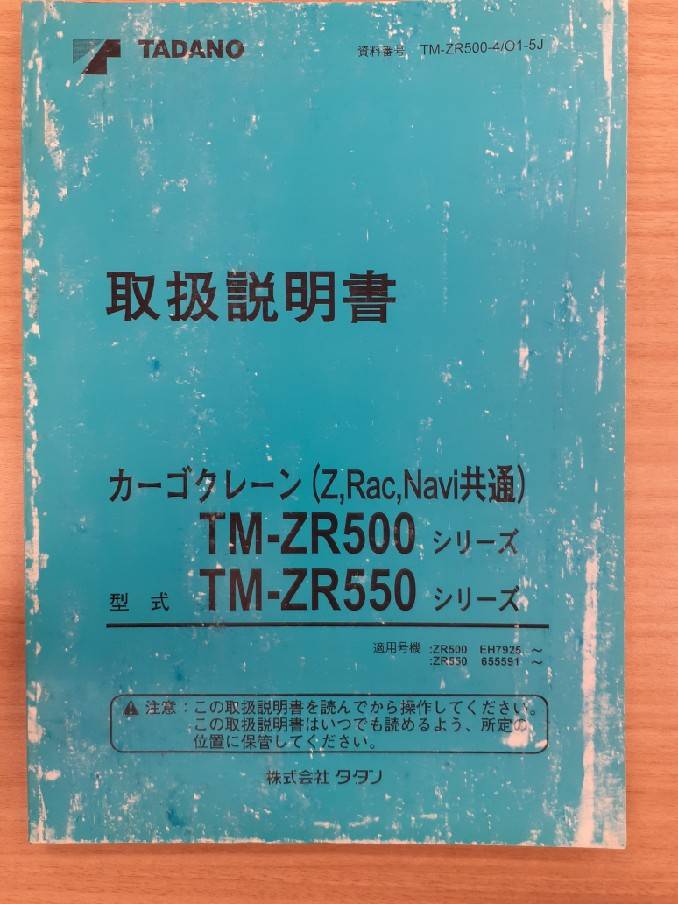 TADANO
資料番号 TM-ZR500-4/O1-5J
取扱説明書
カーゴクレーン(Z,Rac,Navi共通)
TM-ZR500 シリーズ
型式 TM-ZR550 シリーズ
適用号機 :ZR500 EH7925 ~
:ZR550 655591 ~
⚠ 注意:この取扱説明書を読んでから操作してください。
この取扱説明書はいつでも読めるよう、所定の
位置に保管してください。
株式会社 タダノ